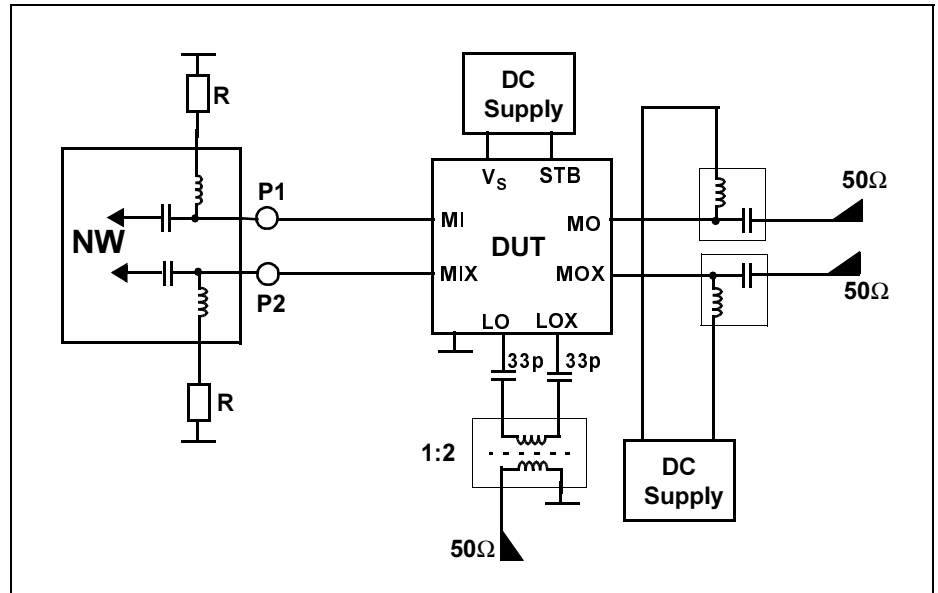 R
DC
Supply
P1
NW
P2
R
V_S
STB
MI
DUT
MO
MIX
MOX
LO
LOX
33p
33p
1:2
50Ω
50Ω
50Ω
DC
Supply